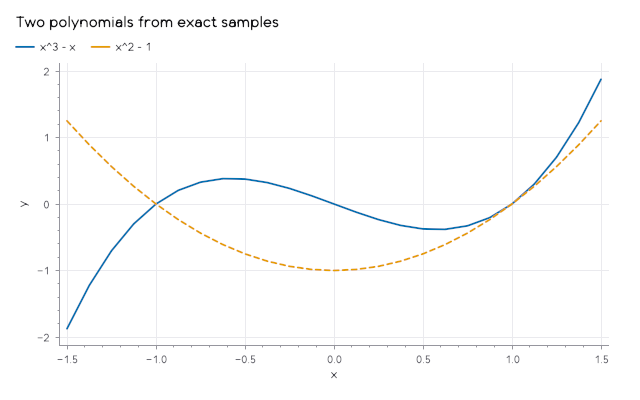 Two polynomials from exact samples
x^3 - x x^2 - 1
2
1
y
0
−1
−2
−1.5 −1.0 −0.5 0.0 0.5 1.0 1.5
x